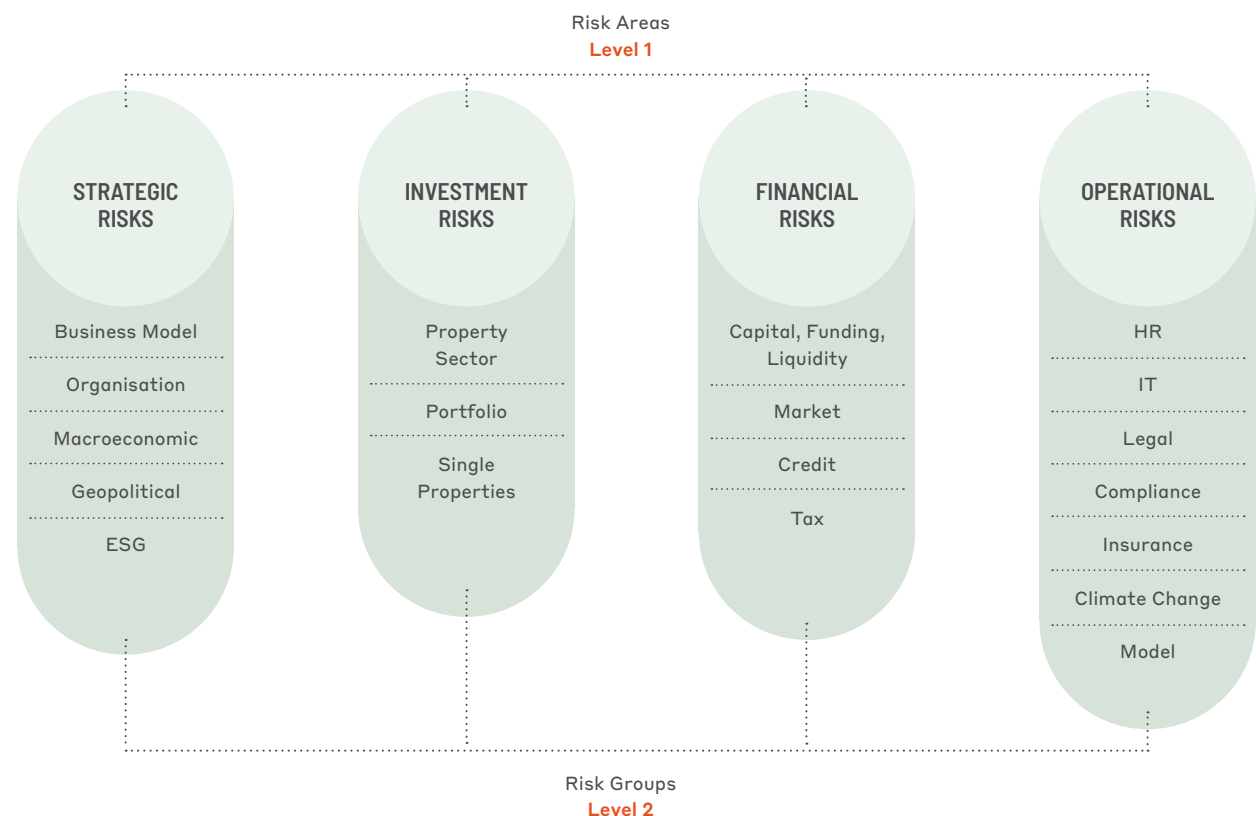 Risk Areas
Level 1
STRATEGIC
RISKS
Business Model
Organisation
Macroeconomic
Geopolitical
ESG
INVESTMENT
RISKS
Property
Sector
Portfolio
Single
Properties
FINANCIAL
RISKS
Capital, Funding,
Liquidity
Market
Credit
Tax
OPERATIONAL
RISKS
HR
IT
Legal
Compliance
Insurance
Climate Change
Model
Risk Groups
Level 2